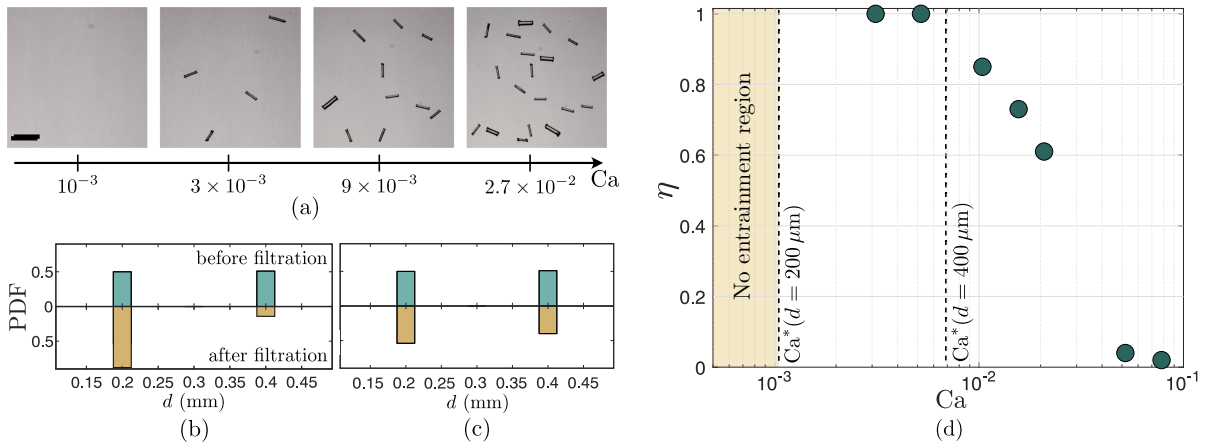 10⁻³ 3 × 10⁻³ 9 × 10⁻³ 2.7 × 10⁻² Ca
(a)
PDF
0.5
0
0.5
before filtration
after filtration
0.15 0.2 0.25 0.3 0.35 0.4 0.45
d (mm)
(b)
0.15 0.2 0.25 0.3 0.35 0.4 0.45
d (mm)
(c)
η
1
0.8
0.6
0.4
0.2
0
No entrainment region
Ca*(d = 200 μm)
Ca*(d = 400 μm)
10⁻³ 10⁻² 10⁻¹
Ca
(d)